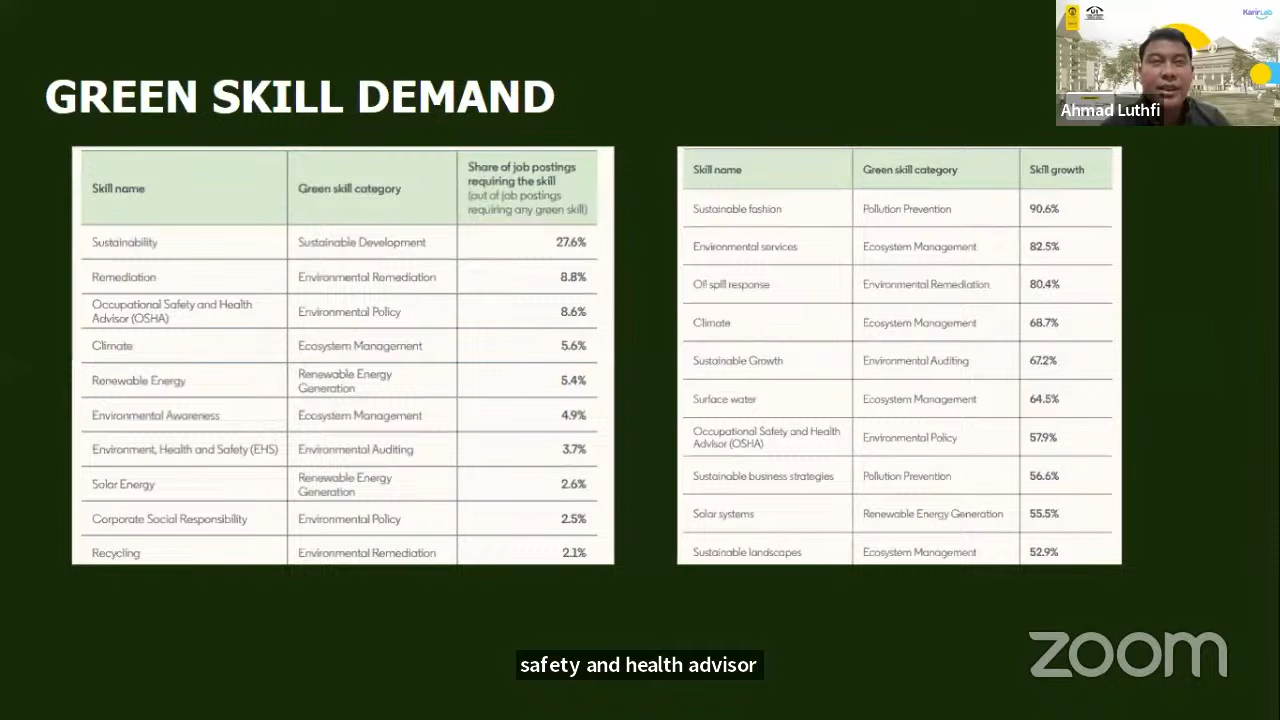 KarirLab
Ahmad Luthfi
GREEN SKILL DEMAND
Skill name
Green skill category
Share of job postings
requiring the skill
(out of job postings
requiring any green skill)
Sustainability
Sustainable Development
27.6%
Remediation
Environmental Remediation
8.8%
Occupational Safety and Health
Advisor (OSHA)
Environmental Policy
8.6%
Climate
Ecosystem Management
5.6%
Renewable Energy
Renewable Energy
Generation
5.4%
Environmental Awareness
Ecosystem Management
4.9%
Environment, Health and Safety (EHS)
Environmental Auditing
3.7%
Solar Energy
Renewable Energy
Generation
2.6%
Corporate Social Responsibility
Environmental Policy
2.5%
Recycling
Environmental Remediation
2.1%
Skill name
Green skill category
Skill growth
Sustainable fashion
Pollution Prevention
90.6%
Environmental services
Ecosystem Management
82.5%
Oil spill response
Environmental Remediation
80.4%
Climate
Ecosystem Management
68.7%
Sustainable Growth
Environmental Auditing
67.2%
Surface water
Ecosystem Management
64.5%
Occupational Safety and Health
Advisor (OSHA)
Environmental Policy
57.9%
Sustainable business strategies
Pollution Prevention
56.6%
Solar systems
Renewable Energy Generation
55.5%
Sustainable landscapes
Ecosystem Management
52.9%
safety and health advisor
zoom